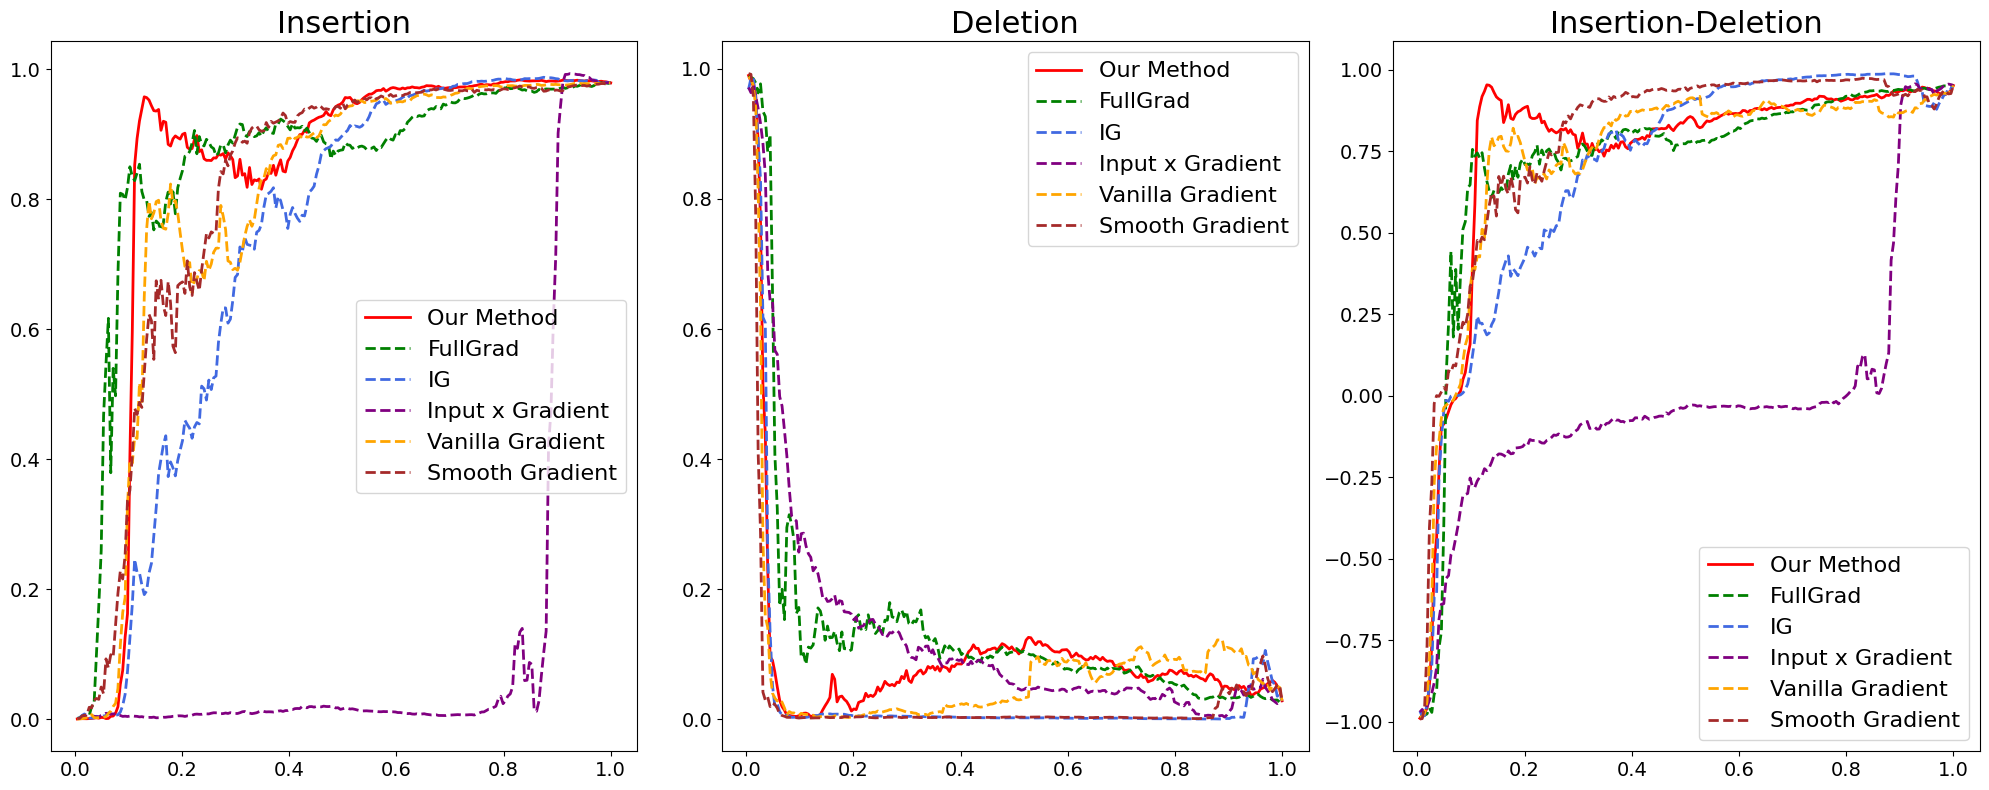 Insertion
1.0
0.8
0.6
0.4
0.2
0.0
0.0 0.2 0.4 0.6 0.8 1.0
Our Method
FullGrad
IG
Input x Gradient
Vanilla Gradient
Smooth Gradient
Deletion
1.0
0.8
0.6
0.4
0.2
0.0
0.0 0.2 0.4 0.6 0.8 1.0
Our Method
FullGrad
IG
Input x Gradient
Vanilla Gradient
Smooth Gradient
Insertion-Deletion
1.00
0.75
0.50
0.25
0.00
−0.25
−0.50
−0.75
−1.00
0.0 0.2 0.4 0.6 0.8 1.0
Our Method
FullGrad
IG
Input x Gradient
Vanilla Gradient
Smooth Gradient